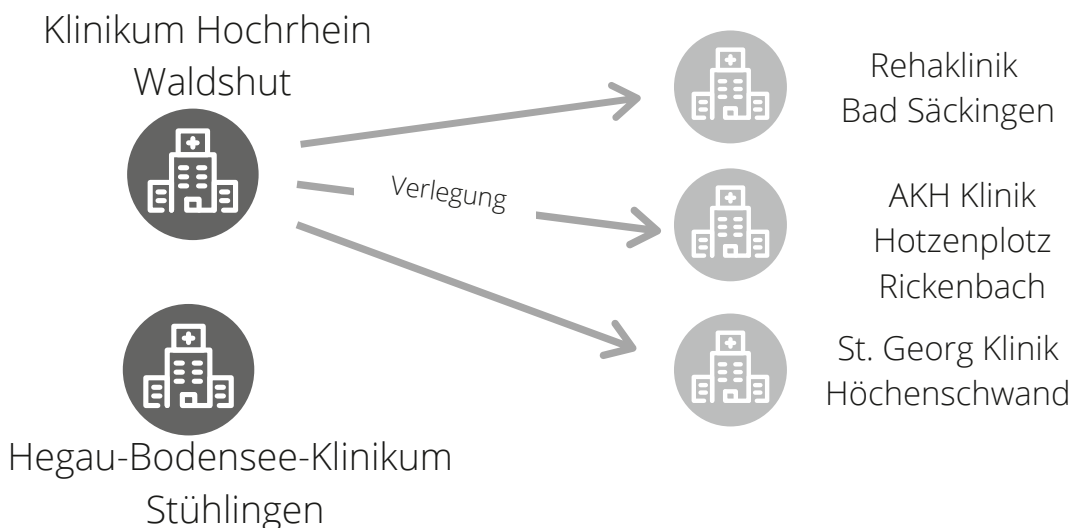 Klinikum Hochrhein
Waldshut
Verlegung
Rehaklinik
Bad Säckingen
AKH Klinik
Hotzenplotz
Rickenbach
St. Georg Klinik
Höchenschwand
Hegau-Bodensee-Klinikum
Stühlingen